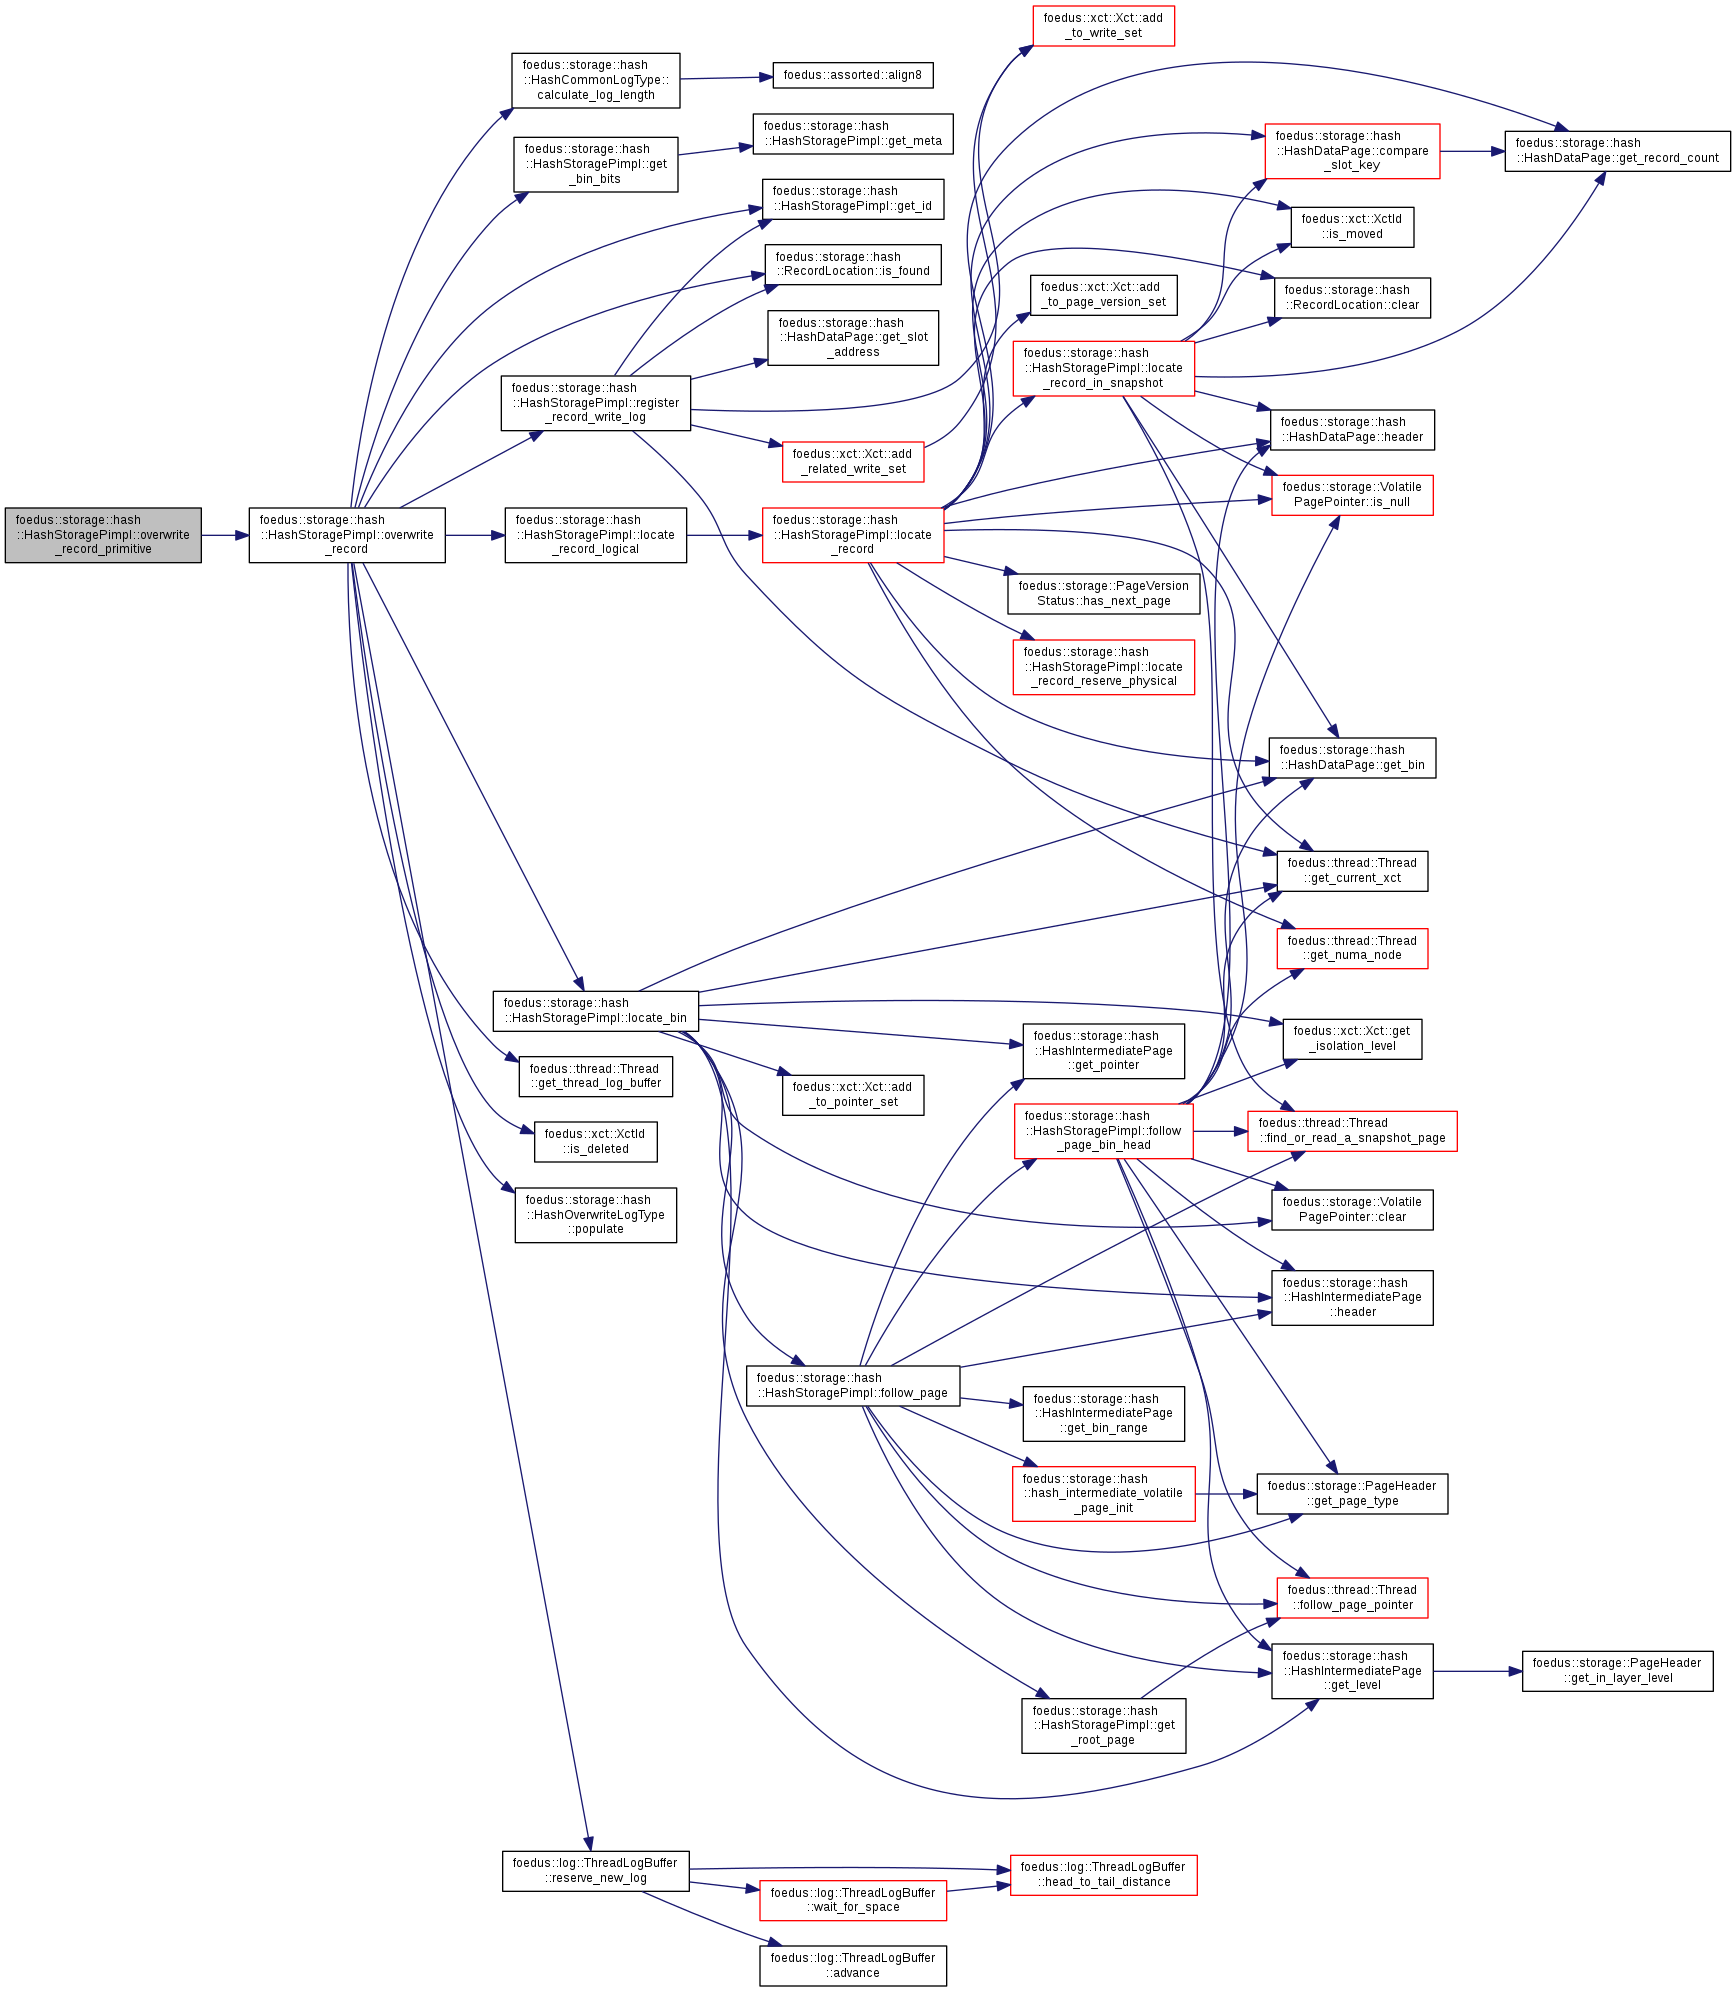 foedus::storage::hash
::HashStoragePimpl::overwrite
_record_primitive
foedus::storage::hash
::HashStoragePimpl::overwrite
_record
foedus::storage::hash
::HashCommonLogType::
calculate_log_length
foedus::assorted::align8
foedus::storage::hash
::HashStoragePimpl::get
_bin_bits
foedus::storage::hash
::HashStoragePimpl::get_meta
foedus::storage::hash
::HashStoragePimpl::get_id
foedus::storage::hash
::RecordLocation::is_found
foedus::storage::hash
::HashDataPage::get_slot
_address
foedus::storage::hash
::HashStoragePimpl::register
_record_write_log
foedus::xct::Xct::add
_related_write_set
foedus::storage::hash
::HashStoragePimpl::locate
_record_logical
foedus::storage::hash
::HashStoragePimpl::locate
_record
foedus::xct::Xct::add
_to_write_set
foedus::storage::hash
::HashDataPage::compare
_slot_key
foedus::storage::hash
::HashDataPage::get_record_count
foedus::xct::XctId
::is_moved
foedus::xct::Xct::add
_to_page_version_set
foedus::storage::hash
::RecordLocation::clear
foedus::storage::hash
::HashStoragePimpl::locate
_record_in_snapshot
foedus::storage::hash
::HashDataPage::header
foedus::storage::Volatile
PagePointer::is_null
foedus::storage::PageVersion
Status::has_next_page
foedus::storage::hash
::HashStoragePimpl::locate
_record_reserve_physical
foedus::storage::hash
::HashDataPage::get_bin
foedus::thread::Thread
::get_current_xct
foedus::thread::Thread
::get_numa_node
foedus::storage::hash
::HashStoragePimpl::locate_bin
foedus::xct::Xct::get
_isolation_level
foedus::storage::hash
::HashIntermediatePage
::get_pointer
foedus::thread::Thread
::get_thread_log_buffer
foedus::xct::Xct::add
_to_pointer_set
foedus::storage::hash
::HashStoragePimpl::follow
_page_bin_head
foedus::thread::Thread
::find_or_read_a_snapshot_page
foedus::xct::XctId
::is_deleted
foedus::storage::hash
::HashOverwriteLogType
::populate
foedus::storage::Volatile
PagePointer::clear
foedus::storage::hash
::HashIntermediatePage
::header
foedus::storage::hash
::HashStoragePimpl::follow_page
foedus::storage::hash
::HashIntermediatePage
::get_bin_range
foedus::storage::hash
::hash_intermediate_volatile
_page_init
foedus::storage::PageHeader
::get_page_type
foedus::thread::Thread
::follow_page_pointer
foedus::storage::hash
::HashIntermediatePage
::get_level
foedus::storage::PageHeader
::get_in_layer_level
foedus::storage::hash
::HashStoragePimpl::get
_root_page
foedus::log::ThreadLogBuffer
::reserve_new_log
foedus::log::ThreadLogBuffer
::head_to_tail_distance
foedus::log::ThreadLogBuffer
::wait_for_space
foedus::log::ThreadLogBuffer
::advance